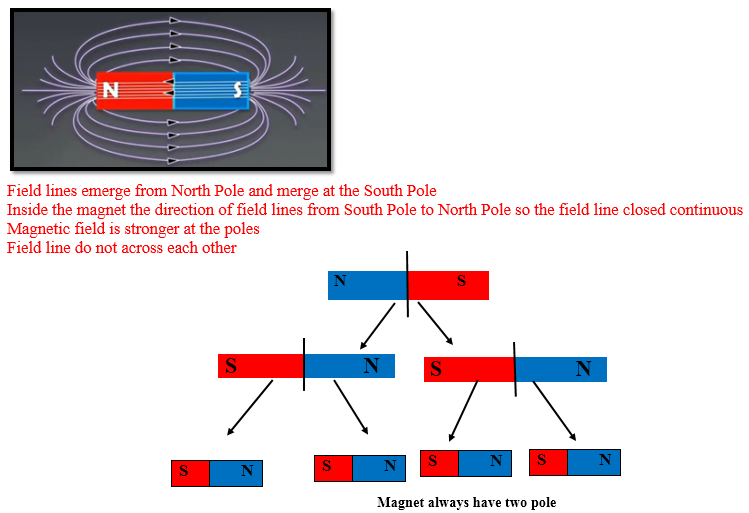 N S
Field lines emerge from North Pole and merge at the South Pole
Inside the magnet the direction of field lines from South Pole to North Pole so the field line closed continuous
Magnetic field is stronger at the poles
Field line do not across each other
N S
S N S N
S N S N S N S N
Magnet always have two pole